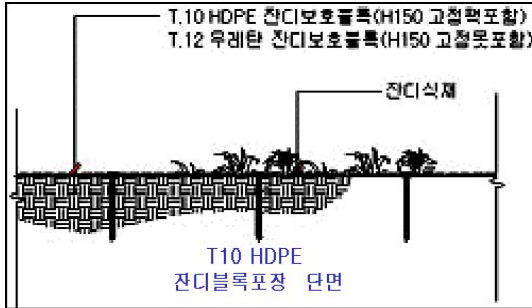 T.10 HDPE 잔디보호블록(H150 고정팩포함)
T.12 우레탄 잔디보호블록(H150 고정못포함)
잔디식재
T10 HDPE
잔디블록포장 단면